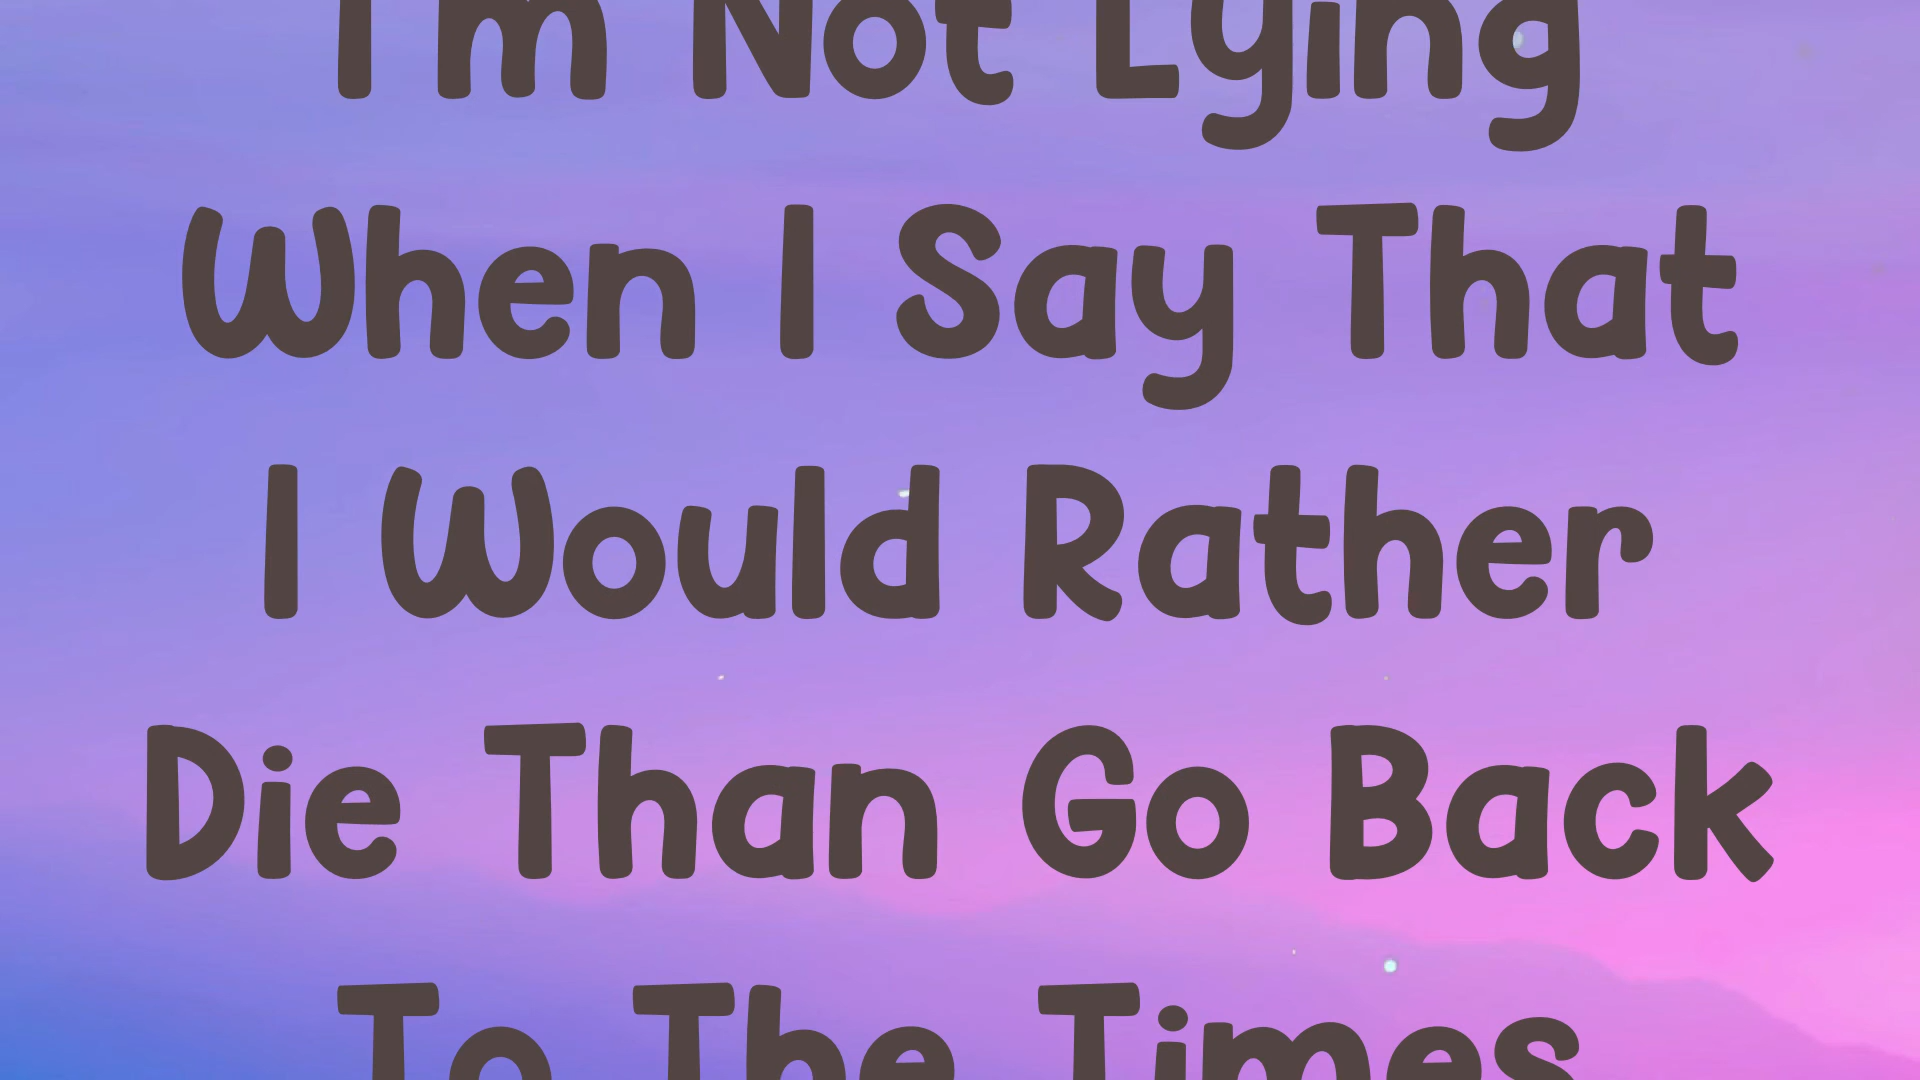 I'm Not Lying
When I Say That
I Would Rather
Die Than Go Back
To The Times